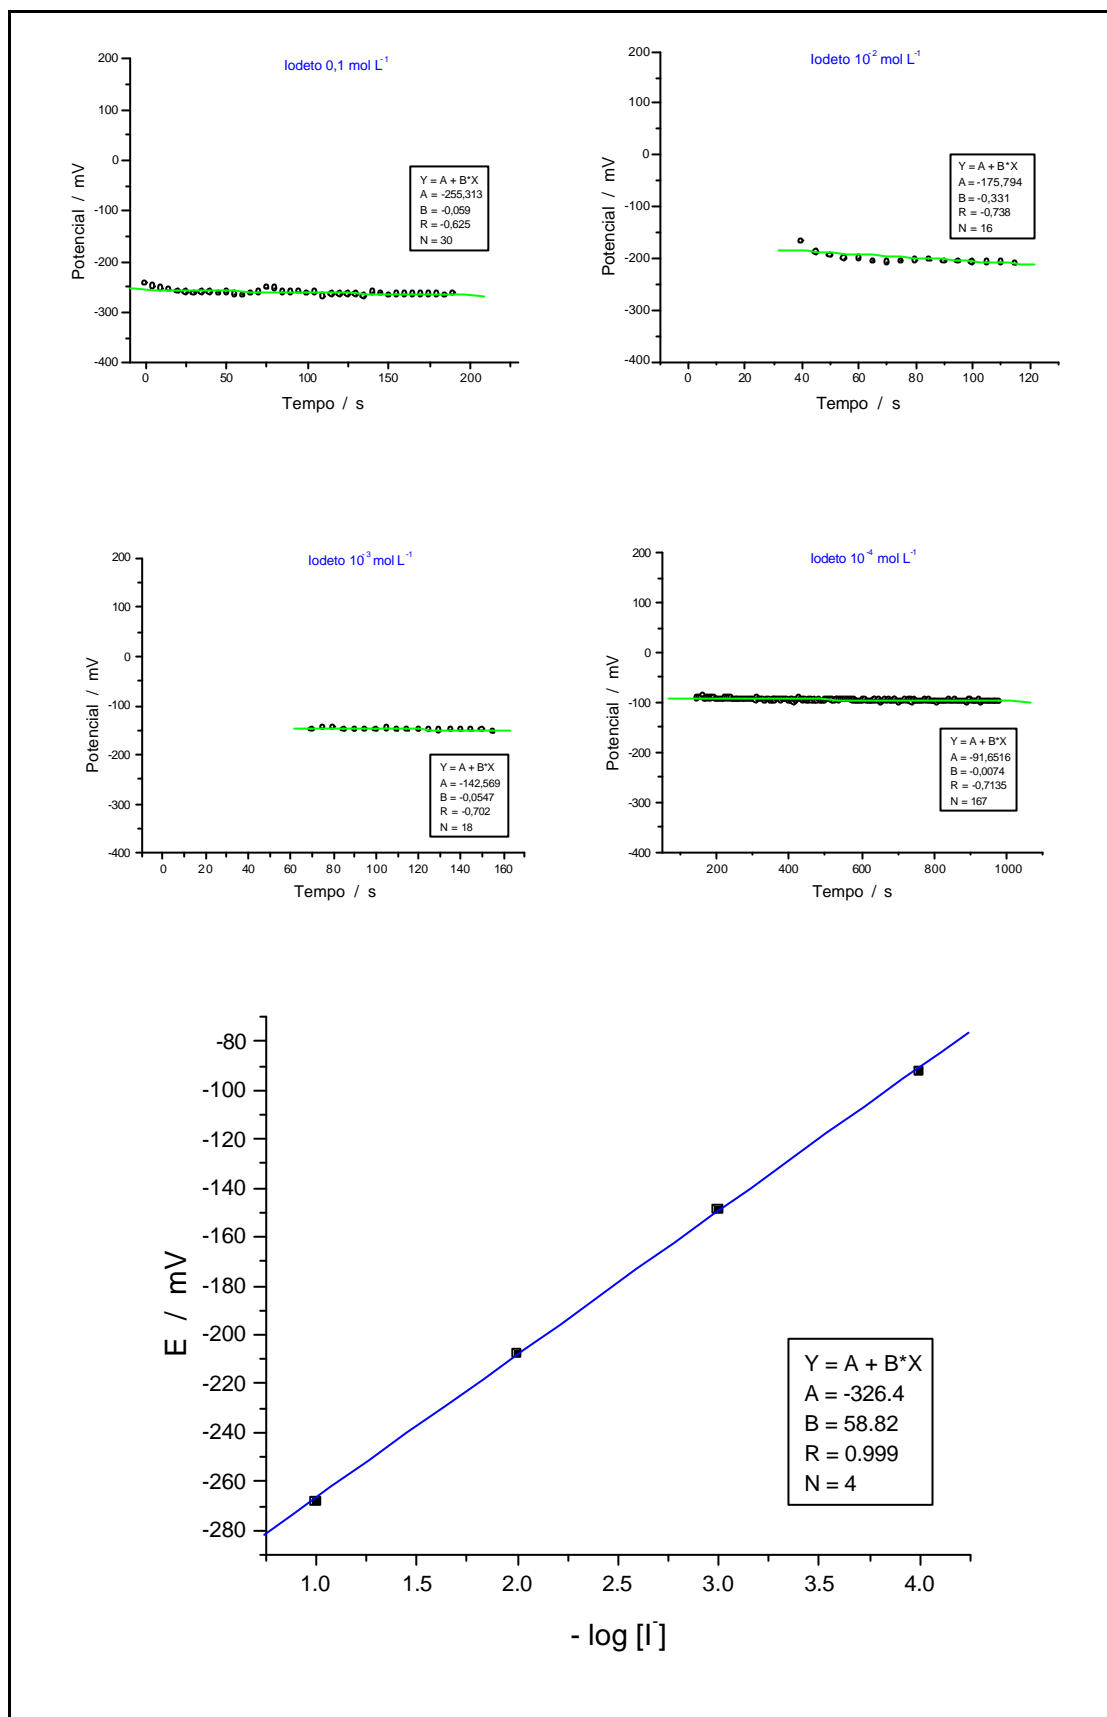 Iodeto 0,1 mol L-1
200
100
0
-100
-200
-300
-400
Potencial / mV
Y = A + B*X
A = -255,313
B = -0,059
R = -0,625
N = 30
0 50 100 150 200
Tempo / s
Iodeto 10-2 mol L-1
200
100
0
-100
-200
-300
-400
Potencial / mV
Y = A + B*X
A = -175,794
B = -0,331
R = -0,738
N = 16
0 20 40 60 80 100 120
Tempo / s
Iodeto 10-3 mol L-1
200
100
0
-100
-200
-300
-400
Potencial / mV
Y = A + B*X
A = -142,569
B = -0,0547
R = -0,702
N = 18
0 20 40 60 80 100 120 140 160
Tempo / s
Iodeto 10-4 mol L-1
200
100
0
-100
-200
-300
-400
Potencial / mV
Y = A + B*X
A = -91,6516
B = -0,0074
R = -0,7135
N = 167
200 400 600 800 1000
Tempo / s
-80
-100
-120
-140
-160
-180
-200
-220
-240
-260
-280
E / mV
Y = A + B*X
A = -326.4
B = 58.82
R = 0.999
N = 4
1.0 1.5 2.0 2.5 3.0 3.5 4.0
- log [I-]